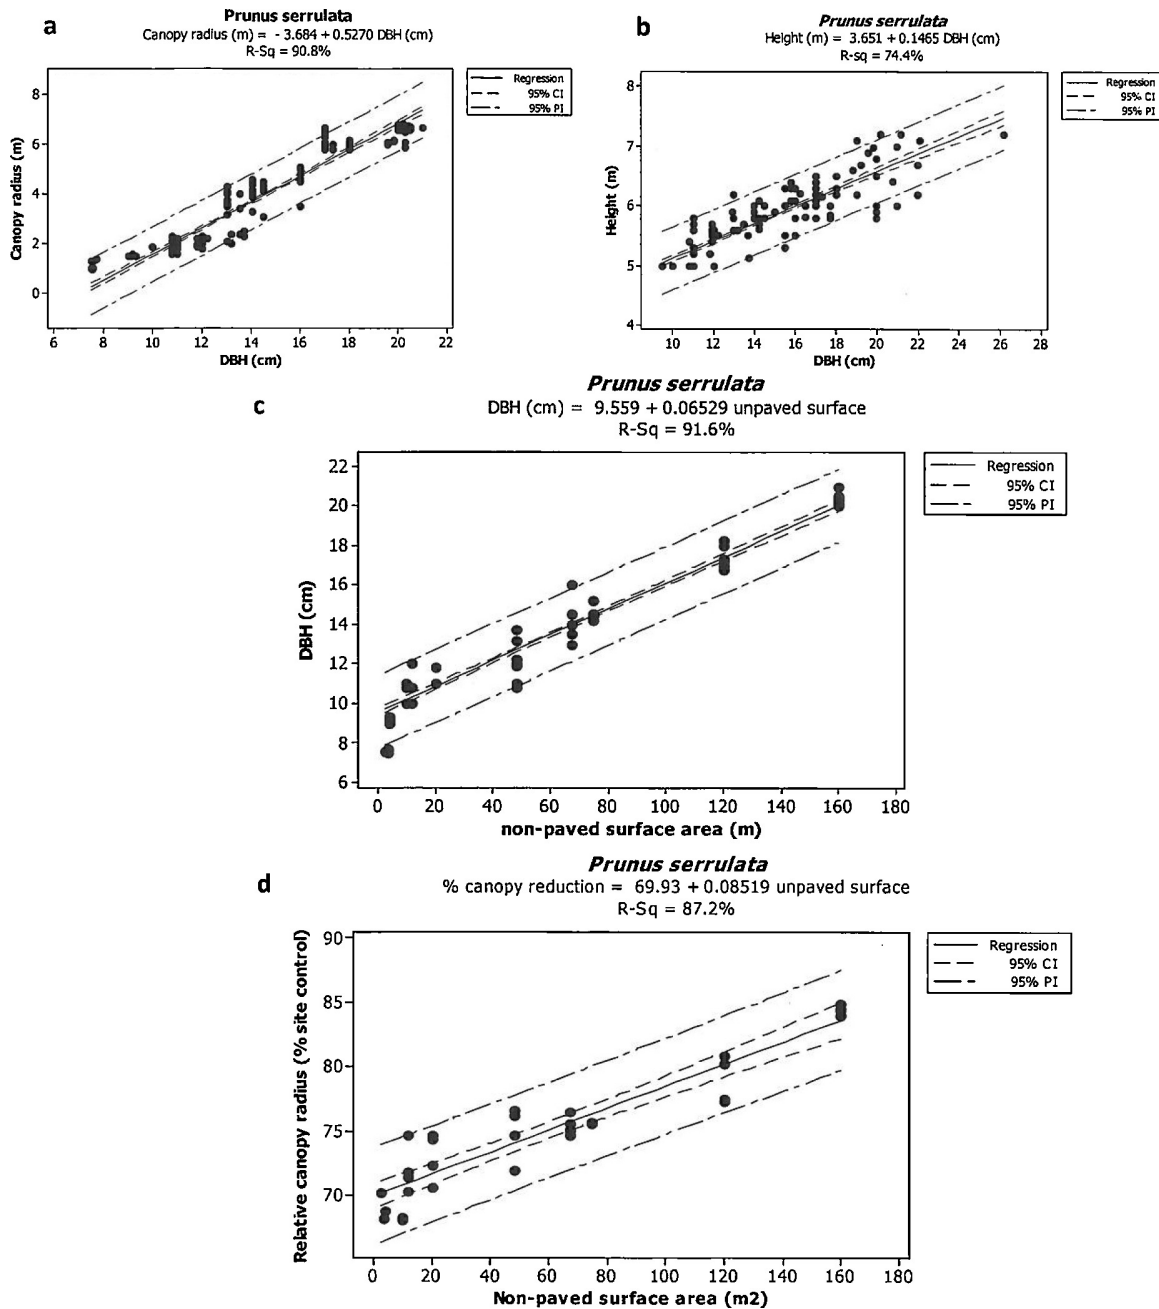 a
Prunus serrulata
Canopy radius (m) = - 3.684 + 0.5270 DBH (cm)
R-Sq = 90.8%
Regression
95% CI
95% PI
8
6
4
2
0
Canopy radius (m)
6 8 10 12 14 16 18 20 22
DBH (cm)
b
Prunus serrulata
Height (m) = 3.651 + 0.1465 DBH (cm)
R-sq = 74.4%
Regression
95% CI
95% PI
8
7
6
5
4
Height (m)
10 12 14 16 18 20 22 24 26 28
DBH (cm)
c
Prunus serrulata
DBH (cm) = 9.559 + 0.06529 unpaved surface
R-Sq = 91.6%
Regression
95% CI
95% PI
22
20
18
16
14
12
10
8
6
DBH (cm)
0 20 40 60 80 100 120 140 160 180
non-paved surface area (m)
d
Prunus serrulata
% canopy reduction = 69.93 + 0.08519 unpaved surface
R-Sq = 87.2%
Regression
95% CI
95% PI
90
85
80
75
70
Relative canopy radius (% site control)
0 20 40 60 80 100 120 140 160 180
Non-paved surface area (m2)